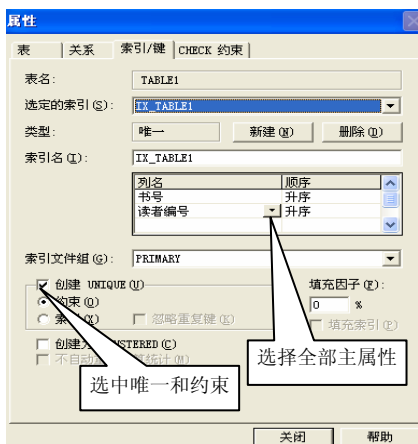 属性
表 关系 索引/键 CHECK 约束
表名: TABLE1
选定的索引(S): IX_TABLE1
类型: 唯一 新建(N) 删除(D)
索引名(I): IX_TABLE1
列名 顺序
书号 升序
读者编号 升序
索引文件组(G): PRIMARY
创建 UNIQUE(U) 填充因子(F):
约束(O) 0 %
忽略重复键(K) 填充索引(P)
选择全部主属性
选中唯一和约束
关闭 帮助